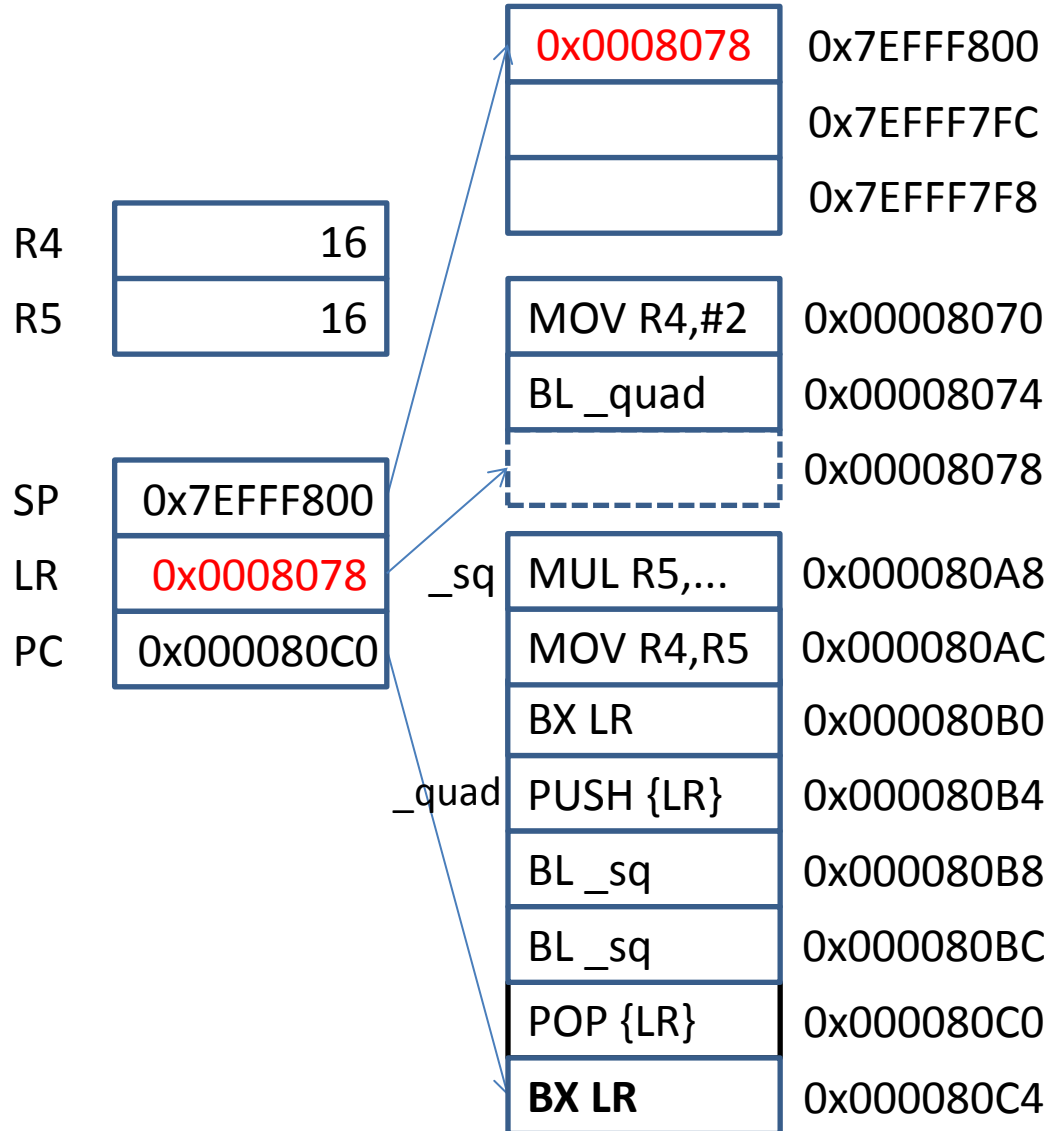 0x0008078 0x7EFFF800
0x7EFFF7FC
0x7EFFF7F8
R4 16
R5 16
MOV R4,#2 0x00008070
BL _quad 0x00008074
0x00008078
SP 0x7EFFF800
LR 0x0008078
PC 0x000080C0
_sq MUL R5,... 0x000080A8
MOV R4,R5 0x000080AC
BX LR 0x000080B0
_quad PUSH {LR} 0x000080B4
BL _sq 0x000080B8
BL _sq 0x000080BC
POP {LR} 0x000080C0
BX LR 0x000080C4